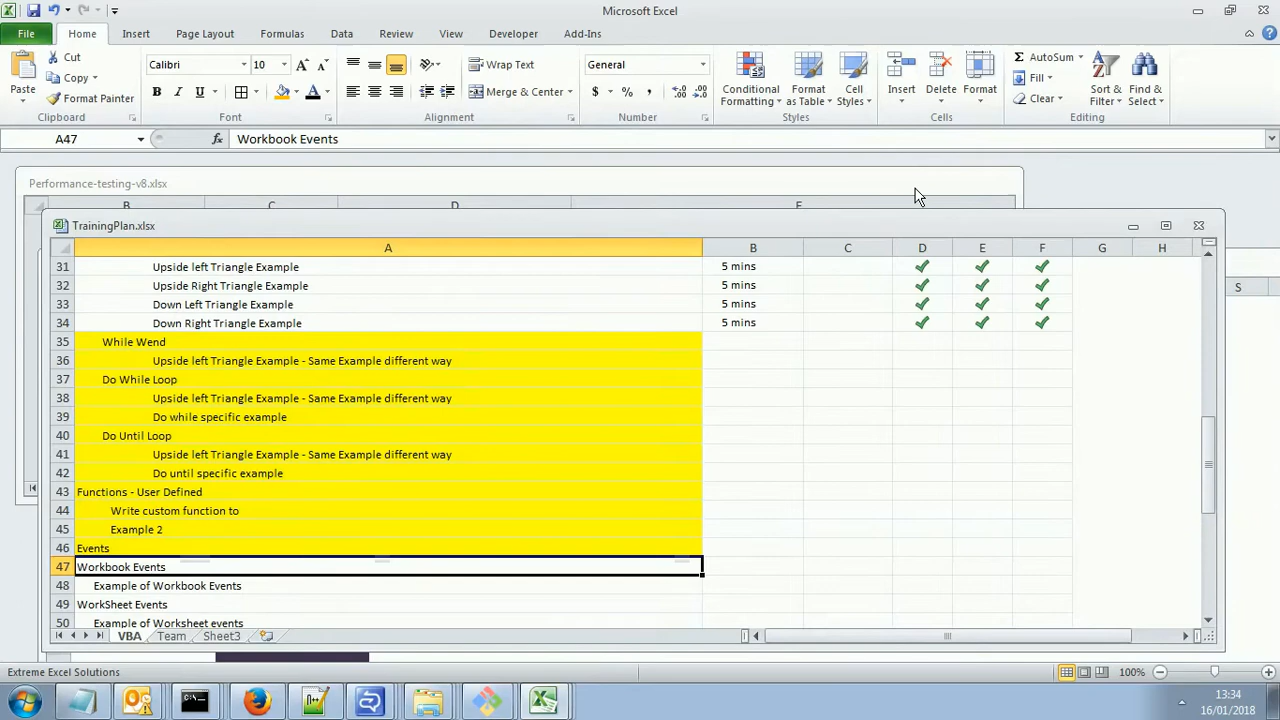 Microsoft Excel
File Home Insert Page Layout Formulas Data Review View Developer Add-Ins
Cut Calibri 10 Wrap Text General AutoSum
Paste Copy Conditional Formatting Format as Table Cell Styles Insert Delete Format Fill Sort & Filter Find & Select
Format Painter B I U Merge & Center $ % , Clear
Clipboard Font Alignment Number Styles Cells Editing
A47 fx Workbook Events
Performance-testing-v8.xlsx
B C D E
TrainingPlan.xlsx
A B C D E F G H
31 Upside left Triangle Example 5 mins
32 Upside Right Triangle Example 5 mins S
33 Down Left Triangle Example 5 mins
34 Down Right Triangle Example 5 mins
35 While Wend
36 Upside left Triangle Example - Same Example different way
37 Do While Loop
38 Upside left Triangle Example - Same Example different way
39 Do while specific example
40 Do Until Loop
41 Upside left Triangle Example - Same Example different way
42 Do until specific example
43 Functions - User Defined
44 Write custom function to
45 Example 2
46 Events
47 Workbook Events
48 Example of Workbook Events
49 WorkSheet Events
50 Example of Worksheet events
VBA Team Sheet3
Extreme Excel Solutions 100%
13:34
16/01/2018